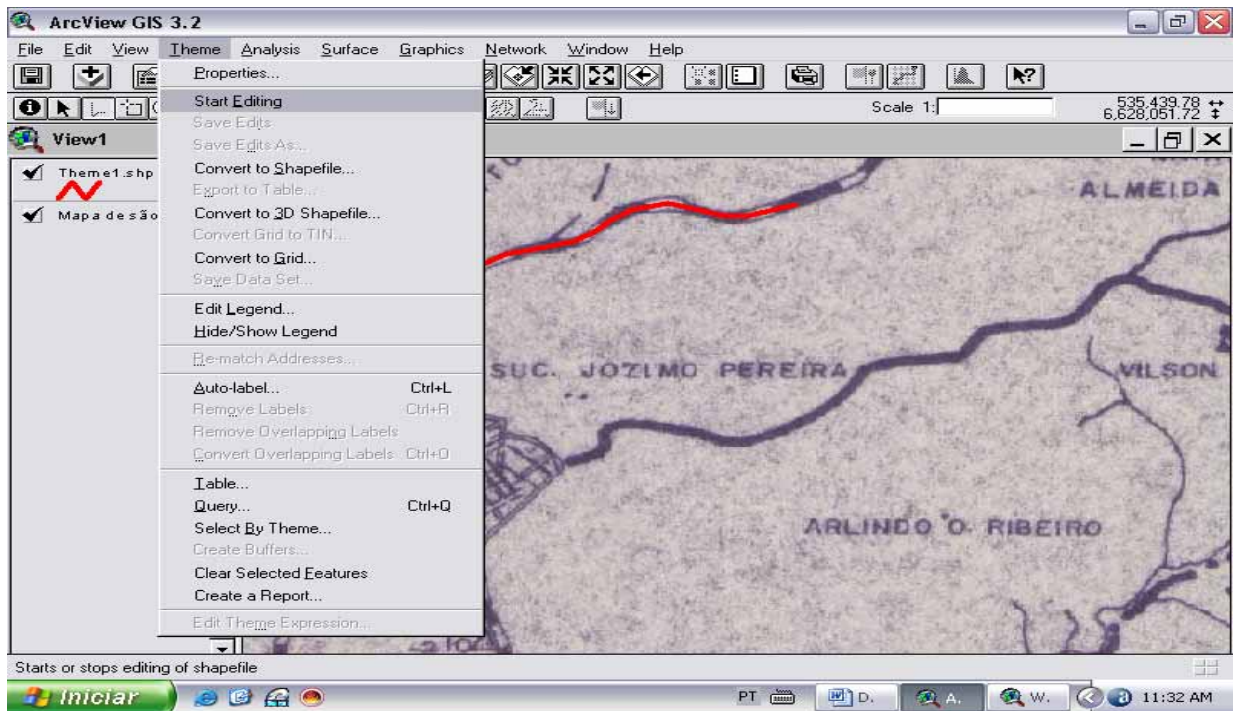 ArcView GIS 3.2
File Edit View Theme Analysis Surface Graphics Network Window Help
Scale 1:
535,439.78
6,628,051.72
View1
Theme1.shp
Mapa de são
Properties...
Start Editing
Save Edits
Save Edits As...
Convert to Shapefile...
Export to Table...
Convert to 3D Shapefile...
Convert Grid to TIN...
Convert to Grid...
Save Data Set...
Edit Legend...
Hide/Show Legend
Re-match Addresses...
Auto-label... Ctrl+L
Remove Labels Ctrl+R
Remove Overlapping Labels
Convert Overlapping Labels Ctrl+O
Table...
Query... Ctrl+Q
Select By Theme...
Create Buffers...
Clear Selected Features
Create a Report...
Edit Theme Expression...
ALMEIDA
SUC. JOZIMO PEREIRA
VILSON
ARLINDO O. RIBEIRO
Starts or stops editing of shapefile
Iniciar
PT
D.
A.
W.
11:32 AM